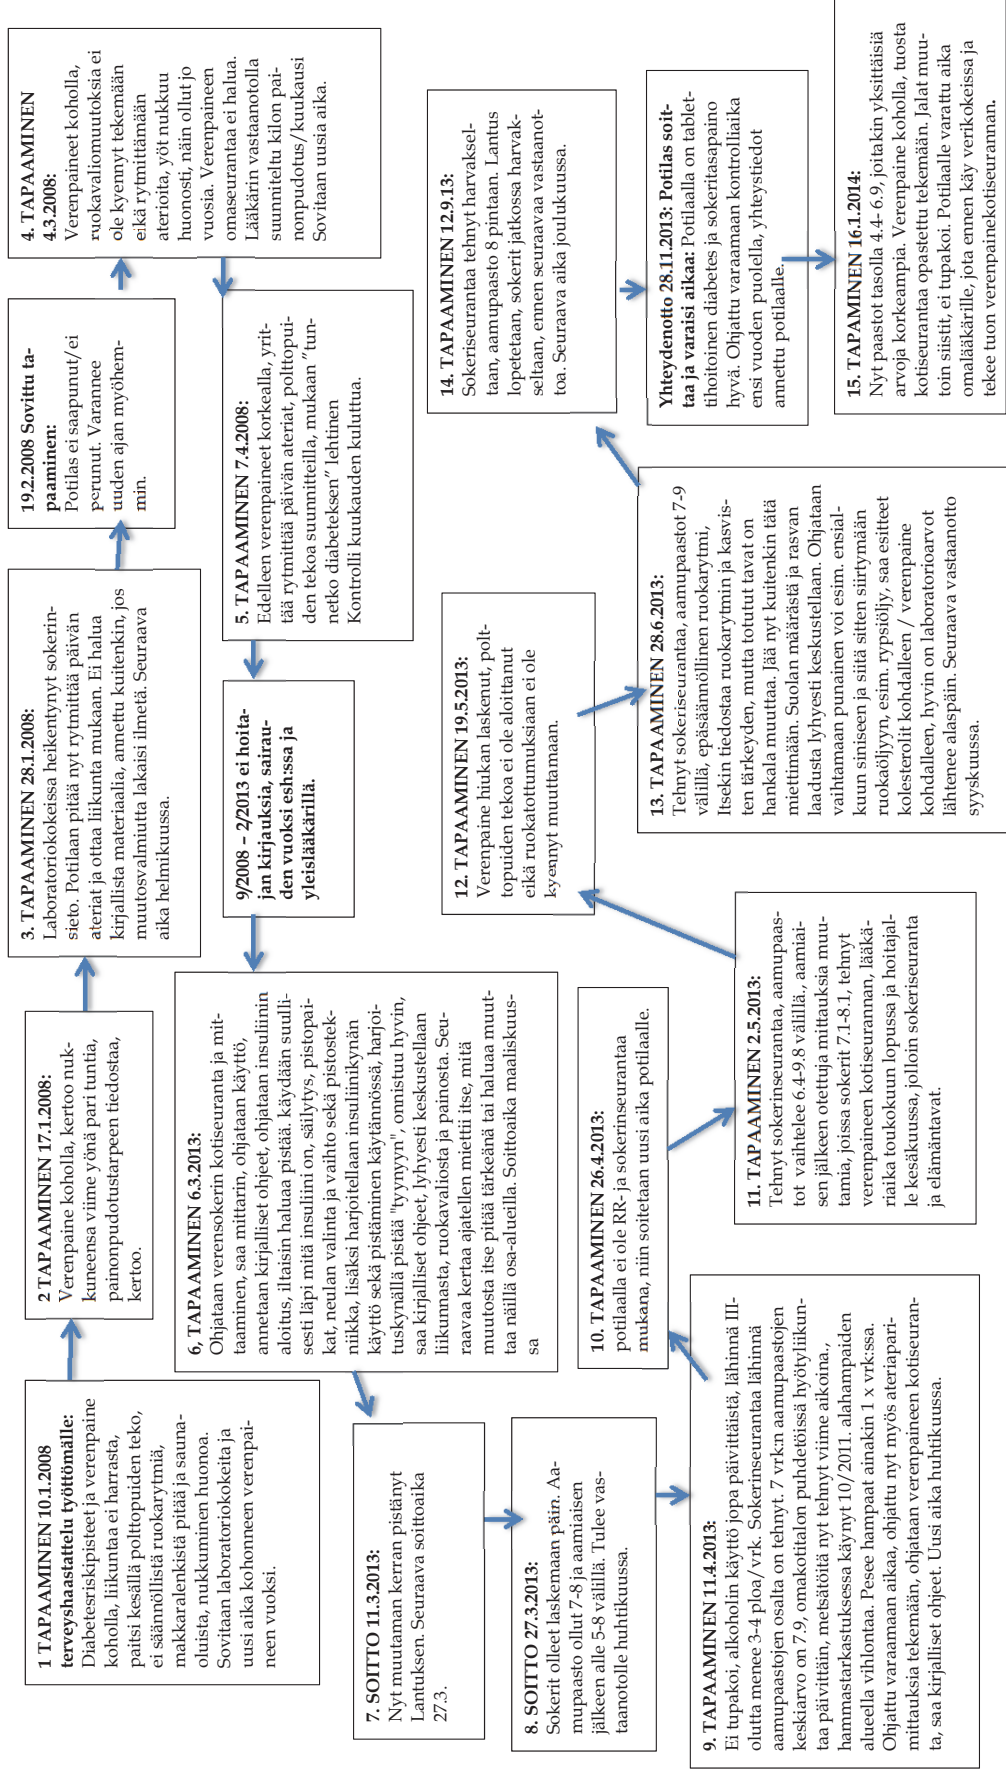 1 TAPAAMINEN 10.1.2008
terveyshaastattelu työttömälle:
Diabetesriskipisteet ja verenpaine
koholla, liikuntaa ei harrasta,
paitsi kesällä polttopuiden teko,
ei säännöllistä ruokarytmiä,
makkaralenkistä pitää ja sauna-
oluista, nukkuminen huonoa.
Sovitaan laboratoriokokeita ja
uusi aika kohonneen verenpai-
neen vuoksi.
2 TAPAAMINEN 17.1.2008:
Verenpaine koholla, kertoo nuk-
kuneensa viime yönä pari tuntia,
painonpudotustarpeen tiedostaa,
kertoo.
3. TAPAAMINEN 28.1.2008:
Laboratoriokokeissa heikentynyt sokerin-
sieto. Potilaan pitää nyt rytmittää päivän
ateriat ja ottaa liikunta mukaan. Ei halua
kirjallista materiaalia, annettu kuitenkin, jos
muutosvalmiutta lakaisi ilmetä. Seuraava
aika helmikuussa.
19.2.2008 Sovittu ta-
paaminen:
Potilas ei saapunut/ei
perunut. Varannee
uuden ajan myöhem-
min.
4. TAPAAMINEN
4.3.2008:
Verenpaineet koholla,
ruokavaliomuutoksia ei
ole kyennyt tekemään
eikä rytmittämään
aterioita, yöt nukkuu
huonosti, näin ollut jo
vuosia. Verenpaineen
omaseurantaa ei halua.
Lääkärin vastaanotolla
suunniteltu kilon pai-
nonpudotus/kuukausi
Sovitaan uusia aika.
5. TAPAAMINEN 7.4.2008:
Edelleen verenpaineet korkealla, yrit-
tää rytmittää päivän ateriat, polttopui-
den tekoa suunnitteilla, mukaan ”tun-
netko diabeteksen” lehtinen
Kontrolli kuukauden kuluttua.
9/2008 – 2/2013 ei hoita-
jan kirjauksia, sairau-
den vuoksi esh:ssa ja
yleislääkärillä.
6, TAPAAMINEN 6.3.2013:
Ohjataan verensokerin kotiseuranta ja mit-
taaminen, saa mittarin, ohjataan käyttö,
annetaan kirjalliset ohjeet, ohjataan insuliinin
aloitus, iltaisin haluaa pistää. käydään suulli-
sesti läpi mitä insuliini on, säilytys, pistopai-
kat, neulan valinta ja vaihto sekä pistostek-
niikka, lisäksi harjoitellaan insuliinikynän
käyttö sekä pistäminen käytännössä, harjoi-
tuskynällä pistää "tyynyyn", onnistuu hyvin,
saa kirjalliset ohjeet, lyhyesti keskustellaan
liikunnasta, ruokavaliosta ja painosta. Seu-
raavaa kertaa ajatellen miettii itse, mitä
muutosta itse pitää tärkeänä tai haluaa muut-
taa näillä osa-alueilla. Soittoaika maaliskuus-
sa
7. SOITTO 11.3.2013:
Nyt muutaman kerran pistänyt
Lantuksen. Seuraava soittoaika
27.3.
8. SOITTO 27.3.2013:
Sokerit olleet laskemaan päin. Aa-
mupaasto ollut 7-8 ja aamiaisen
jälkeen alle 5-8 välillä. Tulee vas-
taanotolle huhtikuussa.
9. TAPAAMINEN 11.4.2013:
Ei tupakoi, alkoholin käyttö jopa päivittäistä, lähinnä III-
olutta menee 3-4 ploa/vrk. Sokerinseurantaa lähinnä
aamupaastojen osalta on tehnyt. 7 vrk:n aamupaastojen
keskiarvo on 7.9, omakotitalon puhdetöissä hyötyliikun-
taa päivittäin, metsätöitä nyt tehnyt viime aikoina.,
hammastarkastuksessa käynyt 10/2011. alahampaiden
alueella vihlontaa. Pesee hampaat ainakin 1 x vrk:ssa.
Ohjattu varaamaan aikaa, ohjattu nyt myös ateriapari-
mittauksia tekemään, ohjataan verenpaineen kotiseuran-
ta, saa kirjalliset ohjeet. Uusi aika huhtikuussa.
10. TAPAAMINEN 26.4.2013:
potilaalla ei ole RR- ja sokerinseurantaa
mukana, niin soitetaan uusi aika potilaalle.
11. TAPAAMINEN 2.5.2013:
Tehnyt sokerinseurantaa, aamupaas-
tot vaihtelee 6.4-9.8 välillä., aamiai-
sen jälkeen otettuja mittauksia muu-
tamia, joissa sokerit 7.1-8.1, tehnyt
verenpaineen kotiseurannan, lääkä-
riaika toukokuun lopussa ja hoitajal-
le kesäkuussa, jolloin sokeriseuranta
ja elämäntavat.
12. TAPAAMINEN 19.5.2013:
Verenpaine hiukan laskenut, polt-
topuiden tekoa ei ole aloittanut
eikä ruokatottumuksiaan ei ole
kyennyt muuttamaan.
13. TAPAAMINEN 28.6.2013:
Tehnyt sokeriseurantaa, aamupaastot 7-9
välillä, epäsäännöllinen ruokarytmi,
Itsekin tiedostaa ruokarytmin ja kasvis-
ten tärkeyden, mutta totutut tavat on
hankala muuttaa. Jää nyt kuitenkin tätä
miettimään. Suolan määrästä ja rasvan
laadusta lyhyesti keskustellaan. Ohjataan
vaihtamaan punainen voi esim. ensial-
kuun siniseen ja siitä sitten siirtymään
ruokaöljyyn, esim. rypsiöljy, saa esitteet
kolesterolit kohdalleen / verenpaine
kohdalleen, hyvin on laboratorioarvot
lähtenee alaspäin. Seuraava vastaanotto
syyskuussa.
14. TAPAAMINEN 12.9.13:
Sokeriseurantaa tehnyt harvaksel-
taan, aamupaasto 8 pintaan. Lantus
lopetetaan, sokerit jatkossa harvak-
seltaan, ennen seuraavaa vastaanot-
toa. Seuraava aika joulukuussa.
Yhteydenotto 28.11.2013: Potilas soit-
taa ja varaisi aikaa: Potilaalla on tablet-
tihoitoinen diabetes ja sokeritasapaino
hyvä. Ohjattu varaamaan kontrolliaika
ensi vuoden puolella, yhteystiedot
annettu potilaalle.
15. TAPAMINEN 16.1.2014:
Nyt paastot tasolla 4.4- 6.9, joitakin yksittäisiä
arvoja korkeampia. Verenpaine koholla, tuosta
kotiseurantaa opastettu tekemään. Jalat muu-
toin siistit, ei tupakoi. Potilaalle varattu aika
omalääkärille, jota ennen käy verikokeissa ja
tekee tuon verenpainekotiseurannan.